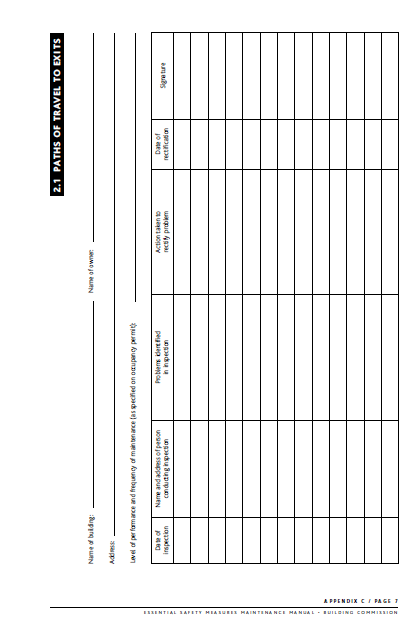 2.1 PATHS OF TRAVEL TO EXITS
Name of building: Name of owner:
Address:
Level of performance and frequency of maintenance (as specified on occupancy permit):
Date of
inspection
Name and address of person
conducting inspection
Problems identified
in inspection
Action taken to
rectify problem
Date of
rectification
Signature
APPENDIX C / PAGE 7
ESSENTIAL SAFETY MEASURES MAINTENANCE MANUAL – BUILDING COMMISSION